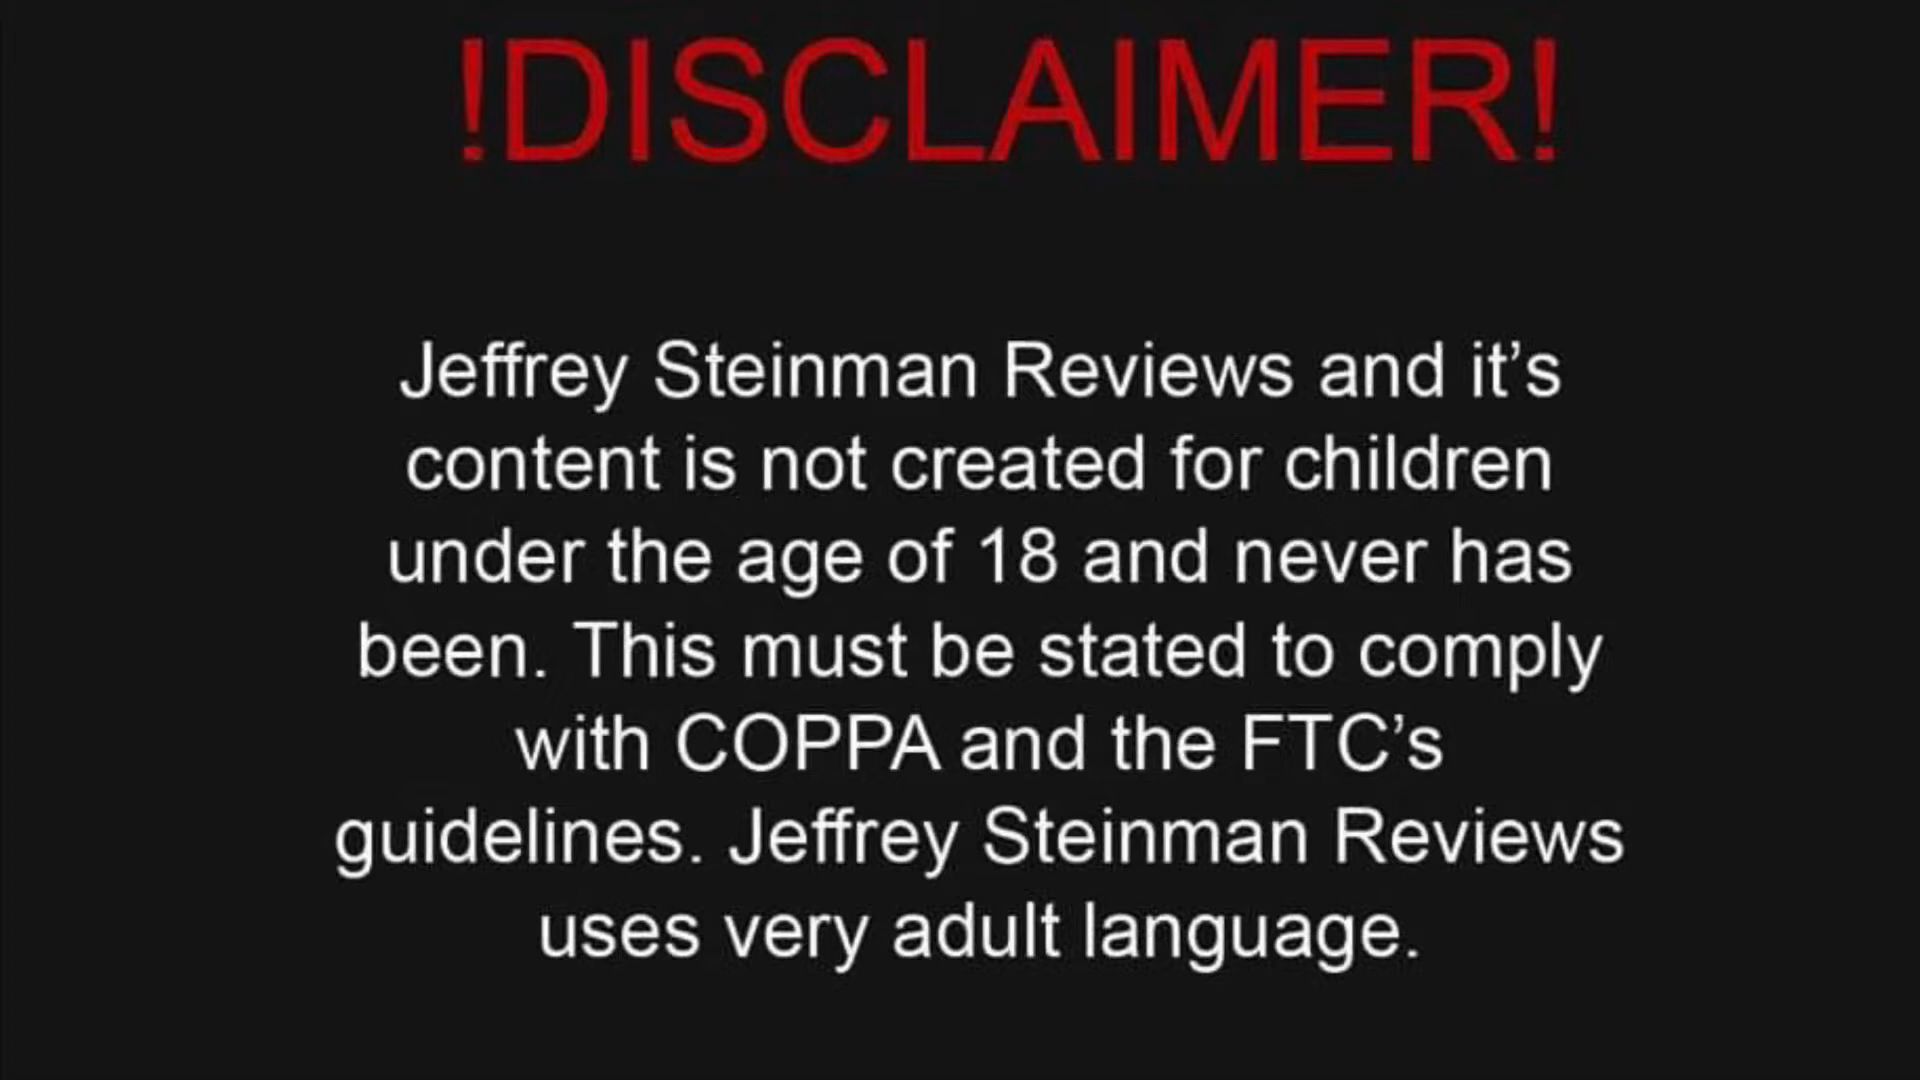 !DISCLAIMER!
Jeffrey Steinman Reviews and it’s
content is not created for children
under the age of 18 and never has
been. This must be stated to comply
with COPPA and the FTC’s
guidelines. Jeffrey Steinman Reviews
uses very adult language.